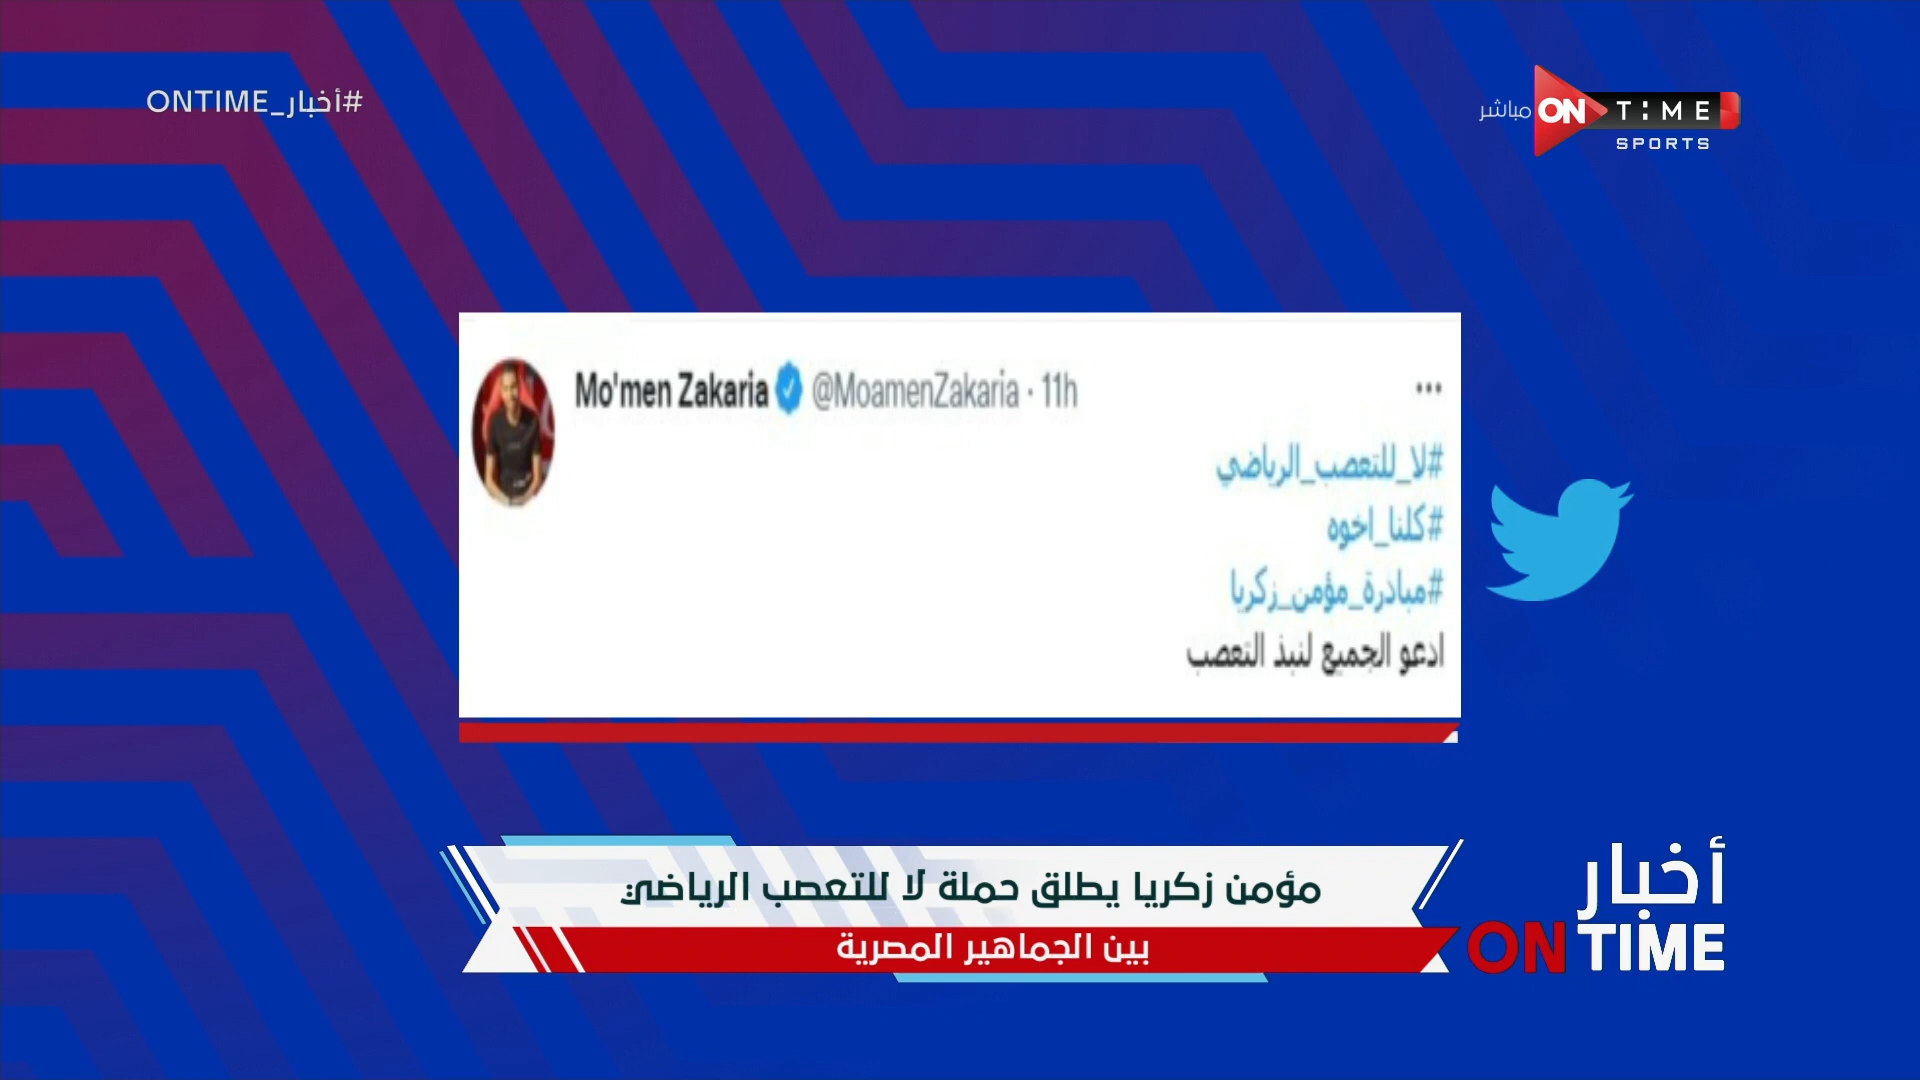 #أخبار_ONTIME
مباشر ON TIME
SPORTS
Mo'men Zakaria @MoamenZakaria · 11h
#لا_للتعصب_الرياضي
#كلنا_اخوه
#مبادرة_مؤمن_زكريا
ادعو الجميع لنبذ التعصب
مؤمن زكريا يطلق حملة لا للتعصب الرياضي
بين الجماهير المصرية
أخبار
ON TIME